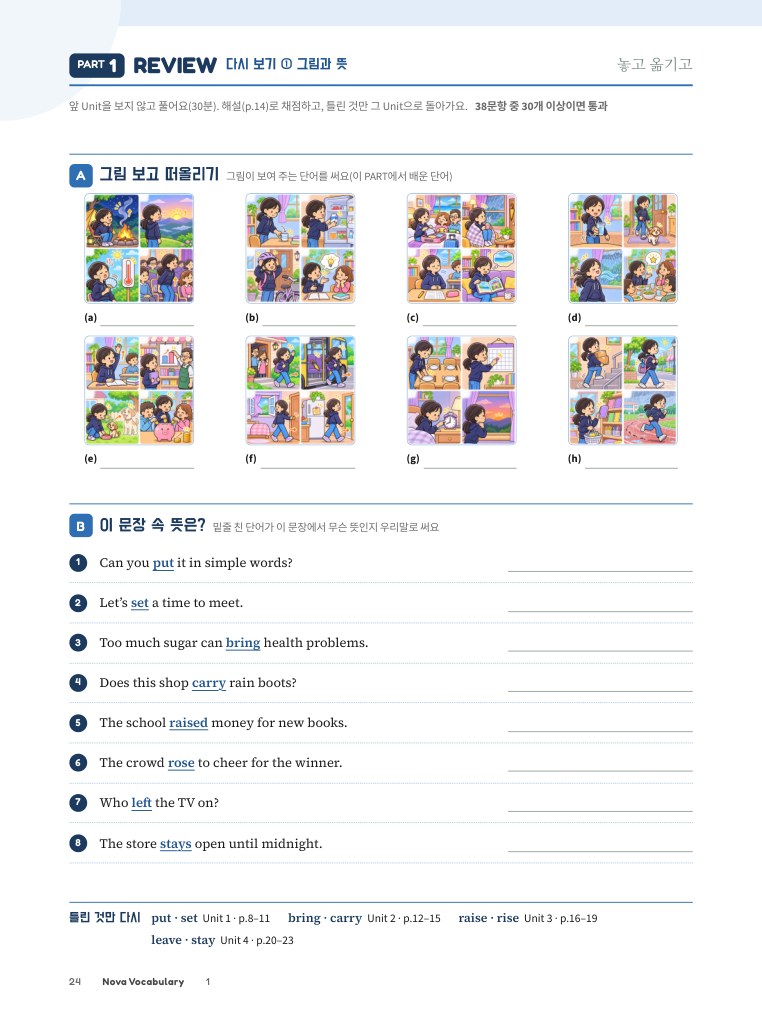 PART 1 REVIEW 다시 보기 ① 그림과 뜻 놓고 옮기고
앞 Unit을 보지 않고 풀어요(30분). 해설(p.14)로 채점하고, 틀린 것만 그 Unit으로 돌아가요. 38문항 중 30개 이상이면 통과
A 그림 보고 떠올리기 그림이 보여 주는 단어를 써요(이 PART에서 배운 단어)
(a) (b) (c) (d)
(e) (f) (g) (h)
B 이 문장 속 뜻은? 밑줄 친 단어가 이 문장에서 무슨 뜻인지 우리말로 써요
1 Can you put it in simple words?
2 Let's set a time to meet.
3 Too much sugar can bring health problems.
4 Does this shop carry rain boots?
5 The school raised money for new books.
6 The crowd rose to cheer for the winner.
7 Who left the TV on?
8 The store stays open until midnight.
틀린 것만 다시 put · set Unit 1 · p.8–11 bring · carry Unit 2 · p.12–15 raise · rise Unit 3 · p.16–19
leave · stay Unit 4 · p.20–23
24 Nova Vocabulary 1